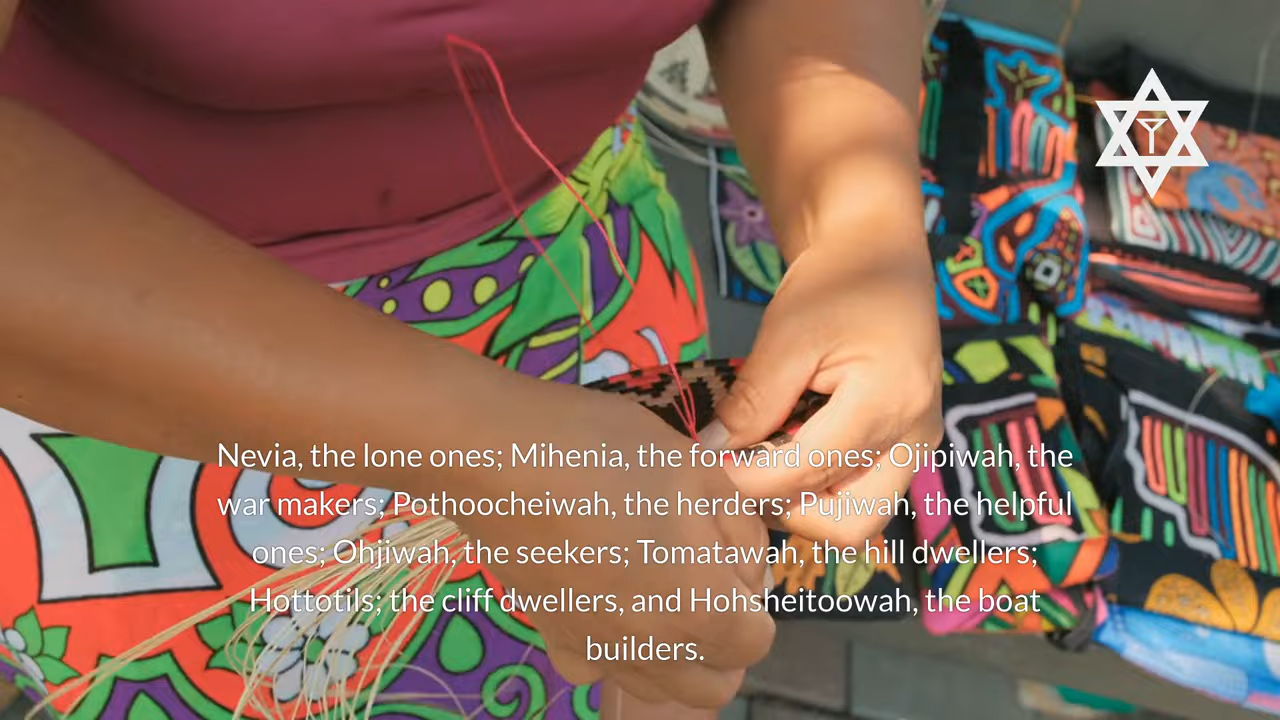 Nevia, the lone ones; Mihenia, the forward ones; Ojipiwah, the
war makers; Pothoocheiwah, the herders; Pujiwah, the helpful
ones; Ohjiwah, the seekers; Tomatawah, the hill dwellers;
Hottotils; the cliff dwellers, and Hohsheitoowah, the boat
builders.